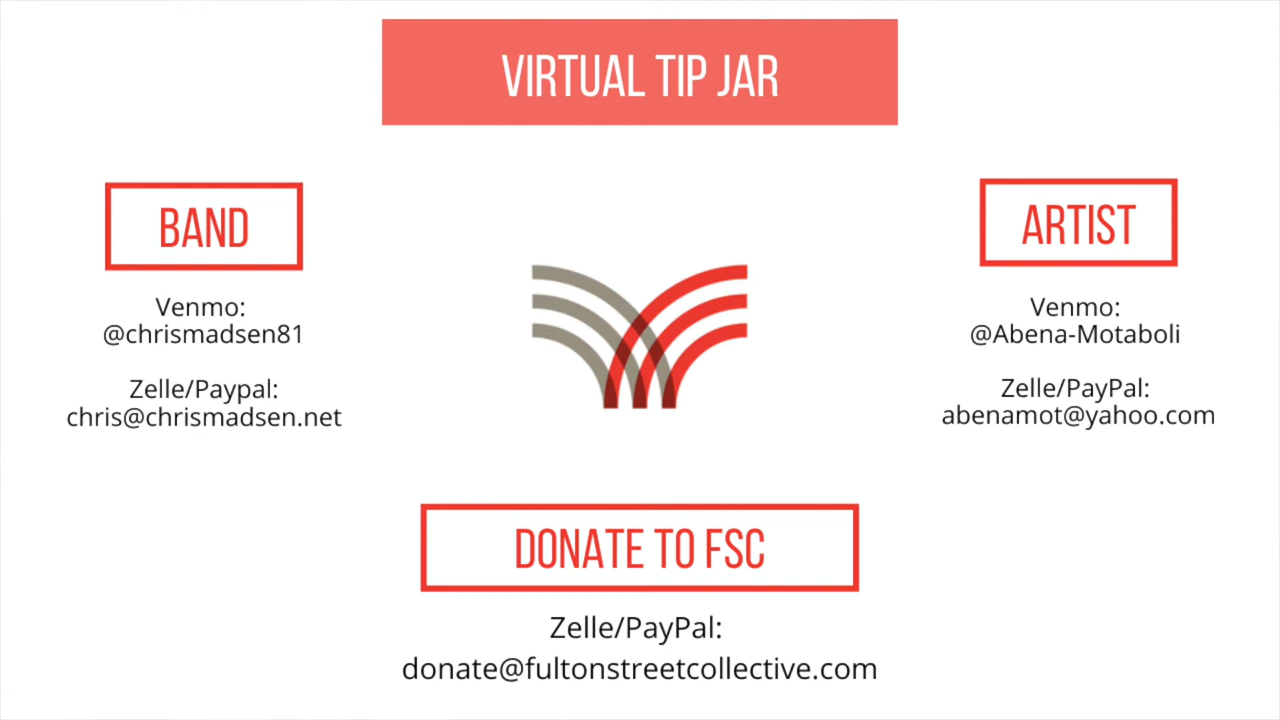 VIRTUAL TIP JAR
BAND
Venmo:
@chrismadsen81
Zelle/Paypal:
chris@chrismadsen.net
ARTIST
Venmo:
@Abena-Motaboli
Zelle/PayPal:
abenamot@yahoo.com
DONATE TO FSC
Zelle/PayPal:
donate@fultonstreetcollective.com